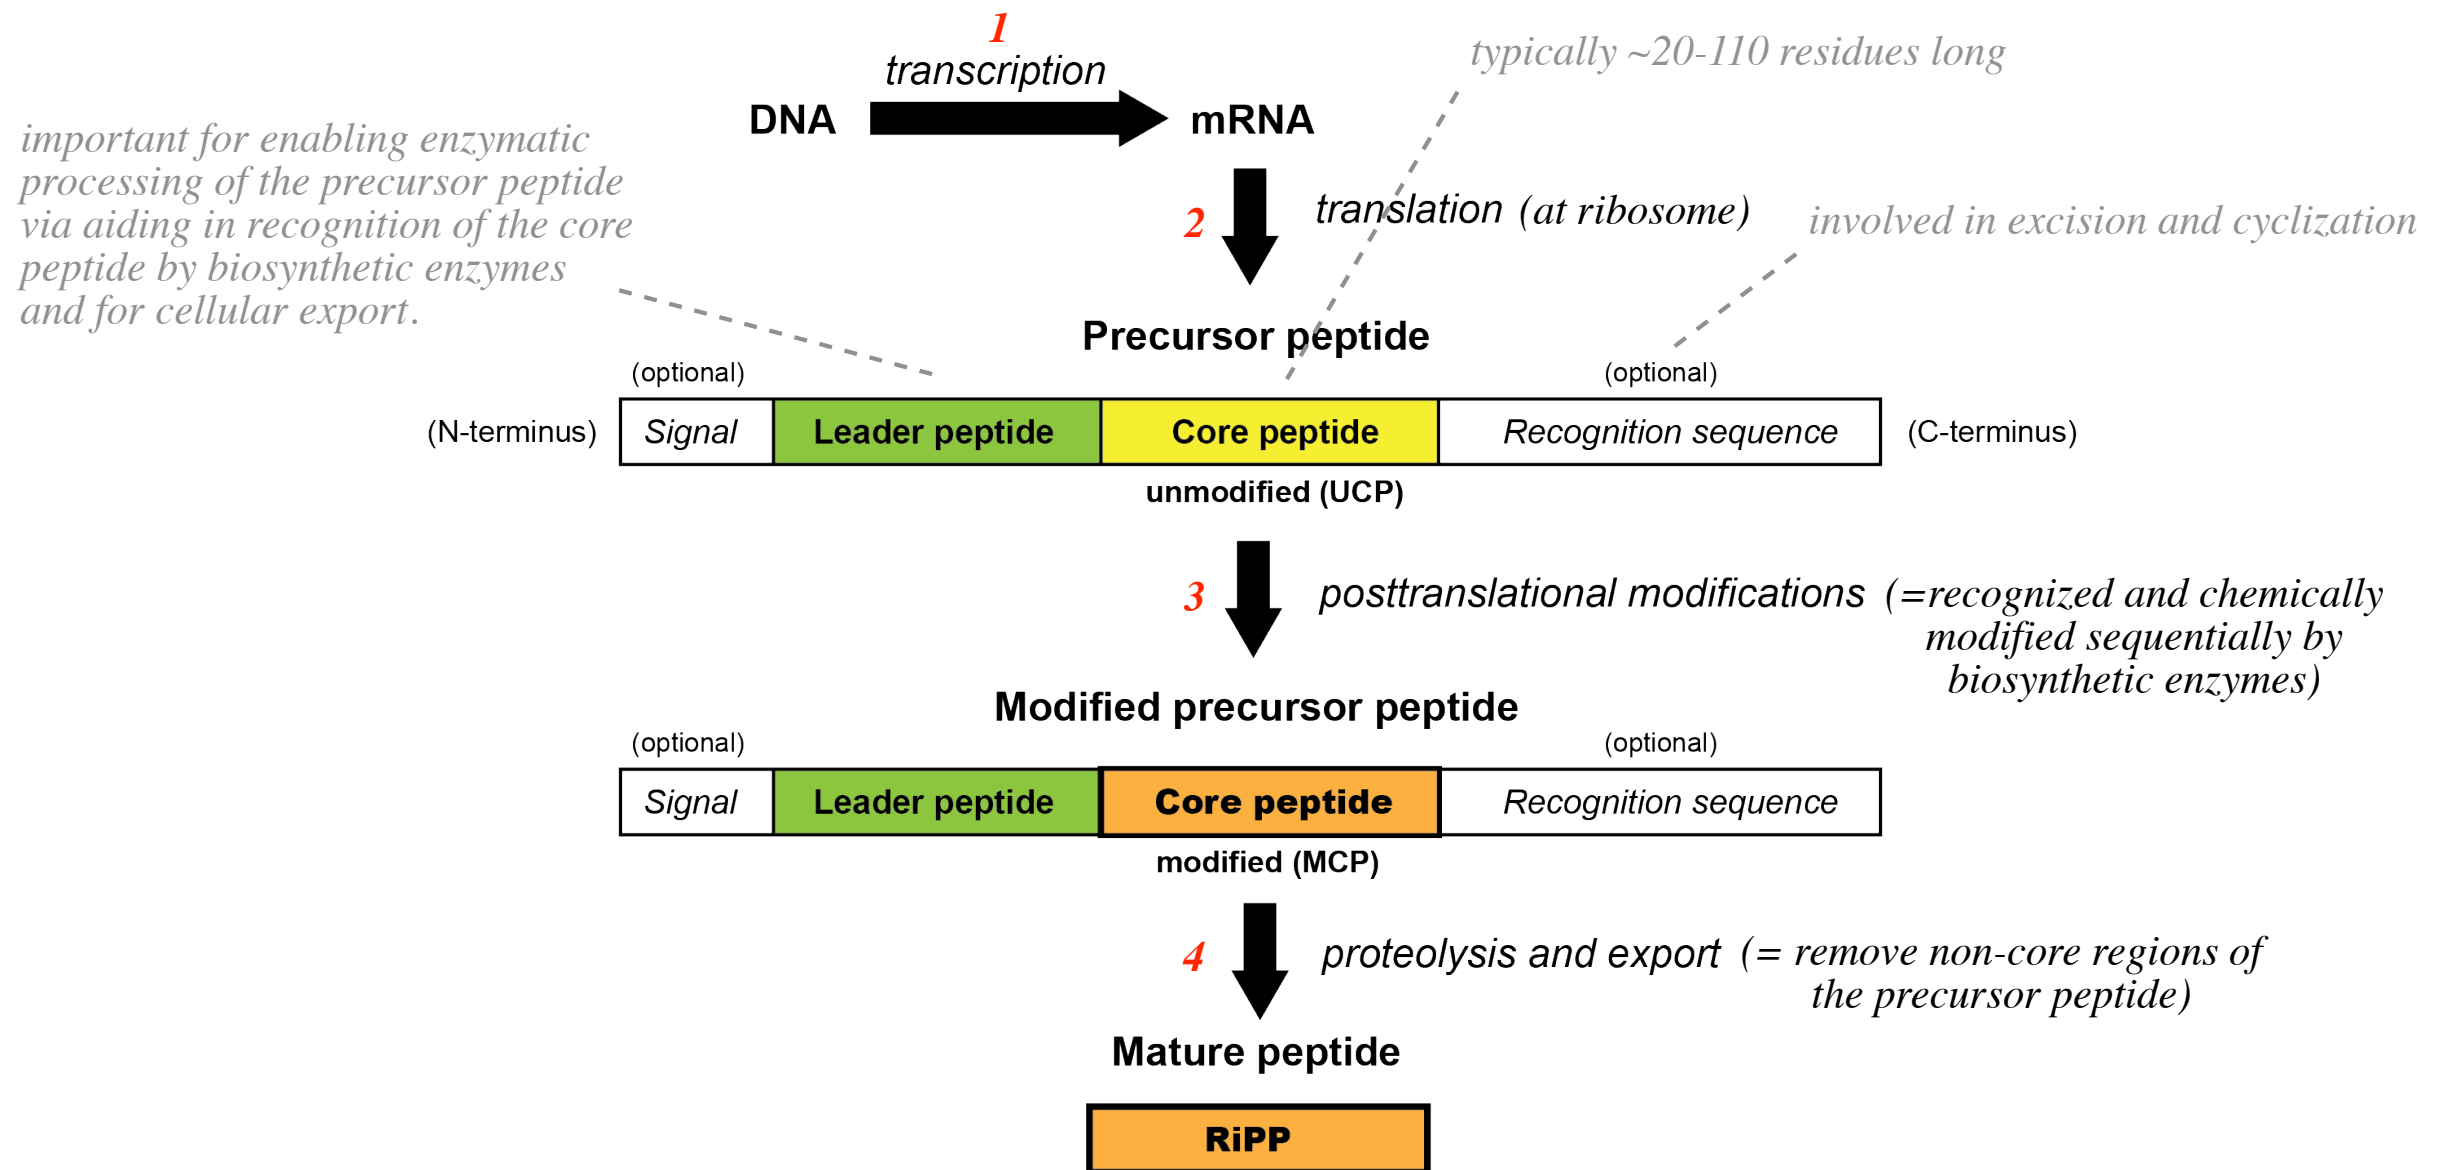 1
transcription
DNA
mRNA
typically ~20-110 residues long
important for enabling enzymatic
processing of the precursor peptide
via aiding in recognition of the core
peptide by biosynthetic enzymes
and for cellular export.
2
translation (at ribosome)
involved in excision and cyclization
Precursor peptide
(optional)
(optional)
(N-terminus)
Signal
Leader peptide
Core peptide
Recognition sequence
(C-terminus)
unmodified (UCP)
3
posttranslational modifications (=recognized and chemically
modified sequentially by
biosynthetic enzymes)
Modified precursor peptide
(optional)
(optional)
Signal
Leader peptide
Core peptide
Recognition sequence
modified (MCP)
4
proteolysis and export (= remove non-core regions of
the precursor peptide)
Mature peptide
RiPP